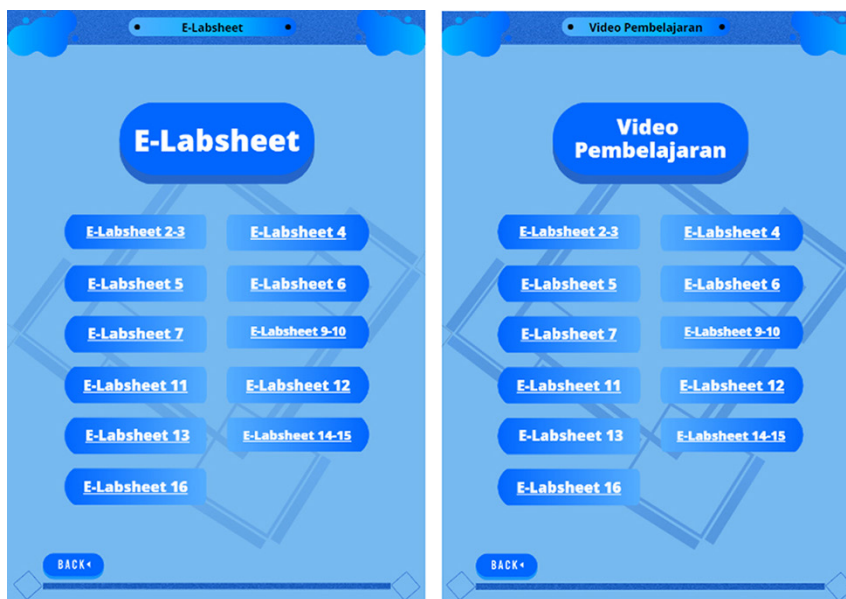 E-Labsheet
E-Labsheet
E-Labsheet 2-3
E-Labsheet 4
E-Labsheet 5
E-Labsheet 6
E-Labsheet 7
E-Labsheet 9-10
E-Labsheet 11
E-Labsheet 12
E-Labsheet 13
E-Labsheet 14-15
E-Labsheet 16
BACK
Video Pembelajaran
Video
Pembelajaran
E-Labsheet 2-3
E-Labsheet 4
E-Labsheet 5
E-Labsheet 6
E-Labsheet 7
E-Labsheet 9-10
E-Labsheet 11
E-Labsheet 12
E-Labsheet 13
E-Labsheet 14-15
E-Labsheet 16
BACK